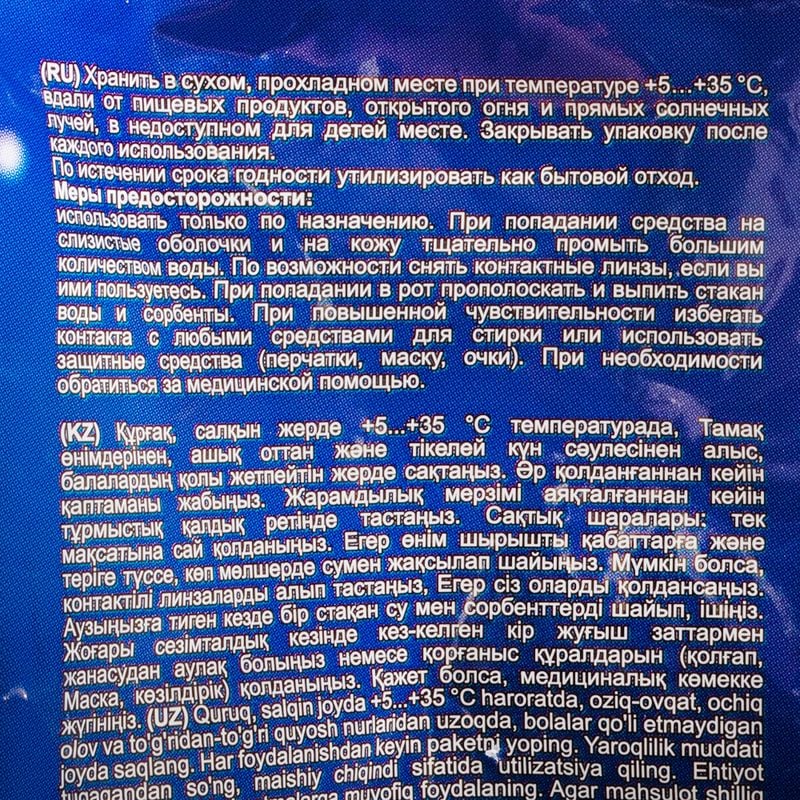 (RU) Хранить в сухом, прохладном месте при температуре +5...+35 °С,
вдали от пищевых продуктов, открытого огня и прямых солнечных
лучей, в недоступном для детей месте. Закрывать упаковку после
каждого использования.
По истечении срока годности утилизировать как бытовой отход.
Меры предосторожности:
использовать только по назначению. При попадании средства на
слизистые оболочки и на кожу тщательно промыть большим
количеством воды. По возможности снять контактные линзы, если вы
ими пользуетесь. При попадании в рот прополоскать и выпить стакан
воды и сорбенты. При повышенной чувствительности избегать
контакта с любыми средствами для стирки или использовать
защитные средства (перчатки, маску, очки). При необходимости
обратиться за медицинской помощью.
(KZ) Құрғақ, салқын жерде +5...+35 °С температурада, Тамақ
өнімдерінен, ашық оттан және тікелей күн сәулесінен алыс,
балалардың қолы жетпейтін жерде сақтаңыз. Әр қолданғаннан кейін
қаптаманы жабыңыз. Жарамдылық мерзімі аяқталғаннан кейін
тұрмыстық қалдық ретінде тастаңыз. Сақтық шаралары: тек
мақсатына сай қолданыңыз. Егер өнім шырышты қабаттарға және
теріге түссе, көп мөлшерде сумен жақсылап шайыңыз. Мүмкін болса,
контактілі линзаларды алып тастаңыз, Егер сіз оларды қолдансаңыз.
Аузыңызға тиген кезде бір стақан су мен сорбенттерді шайып, ішіңіз.
Жоғары сезімталдық кезінде кез-келген кір жуғыш заттармен
жанасудан аулақ болыңыз немесе қорғаныс құралдарын (қолғап,
Маска, көзілдірік) қолданыңыз. Қажет болса, медициналық көмекке
жүгініңіз. (UZ) Quruq, salqin joyda +5...+35 °C haroratda, oziq-ovqat, ochiq
olov va to'g'ridan-to'g'ri quyosh nurlaridan uzoqda, bolalar qo'li etmaydigan
joyda saqlang. Har foydalanishdan keyin paketni yoping. Yaroqlilik muddati
tugagandan so'ng, maishiy chiqindi sifatida utilizatsiya qiling. Ehtiyot
muvofiq foydalaning. Agar mahsulot shilliq